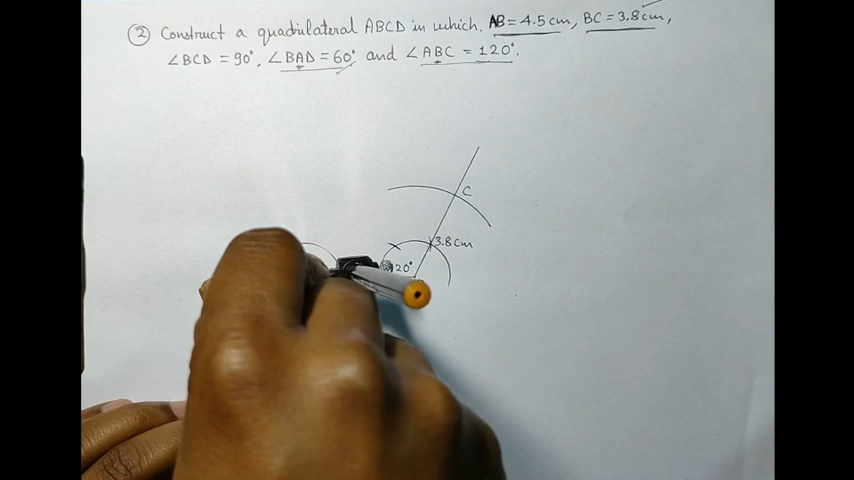 ② Construct a quadrilateral ABCD in which, AB = 4.5 cm, BC = 3.8 cm,
∠BCD = 90°, ∠BAD = 60° and ∠ABC = 120°.
C
3.8 cm
120°